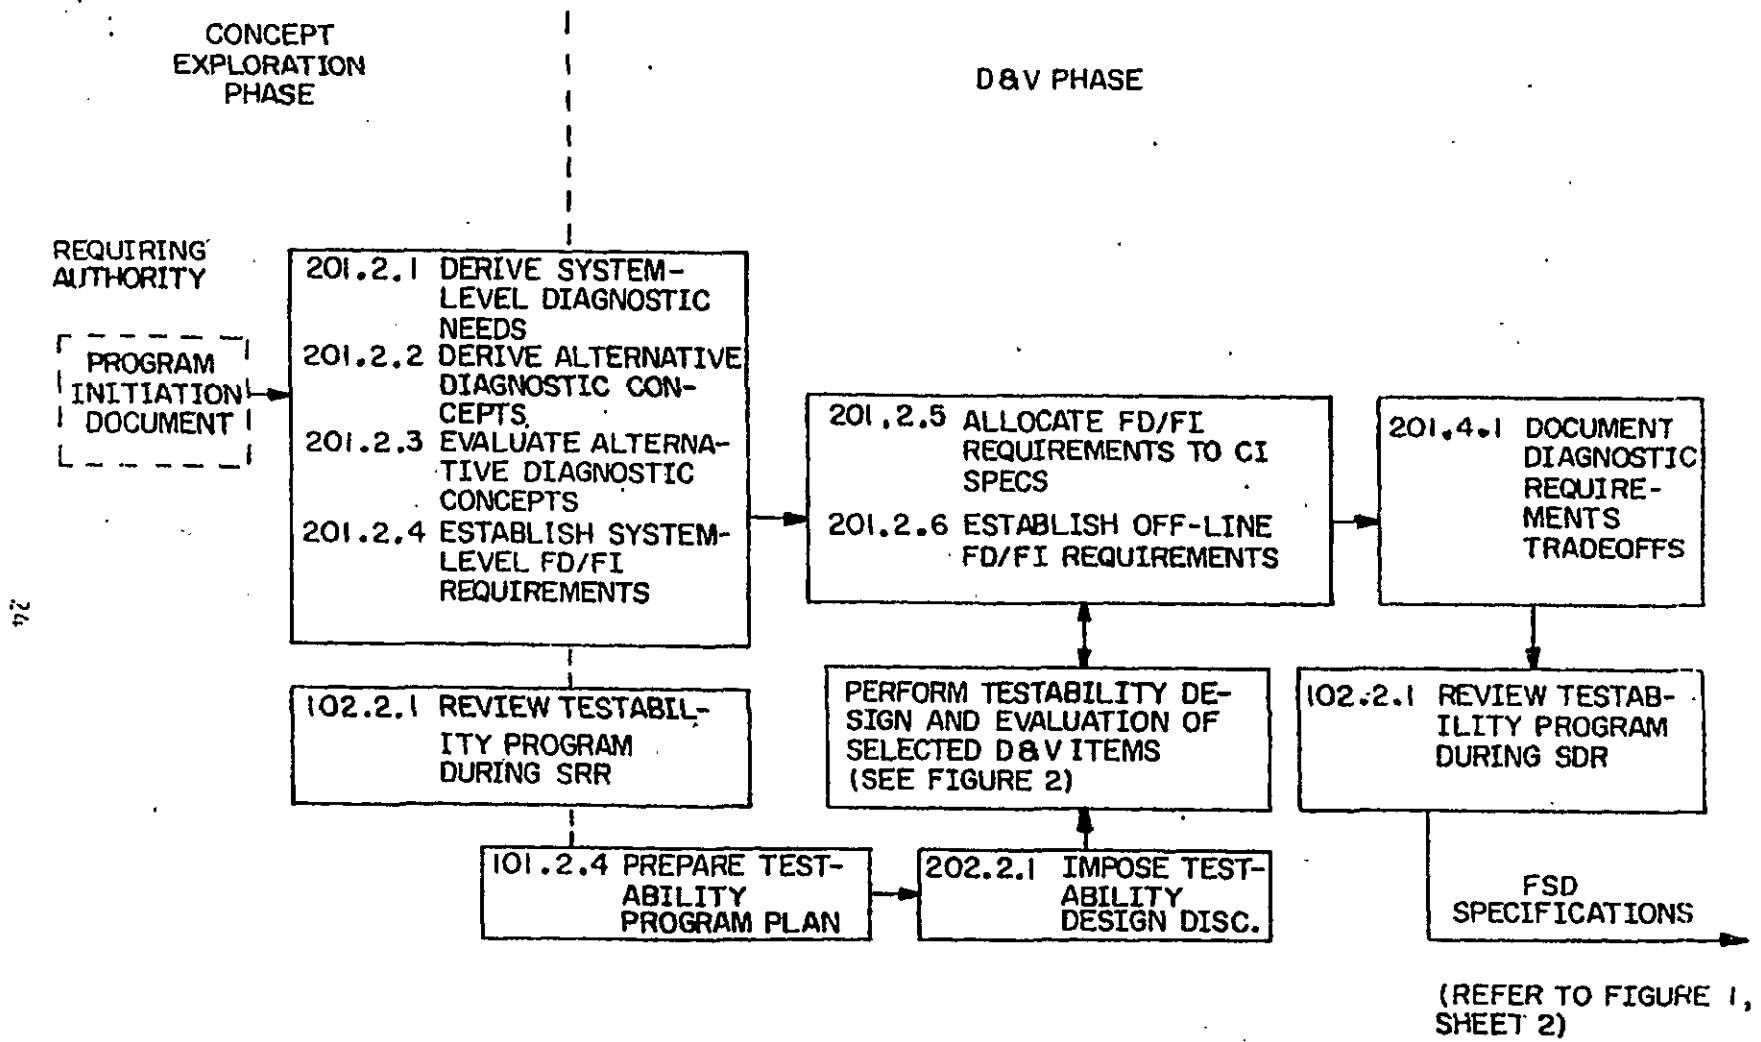 CONCEPT
EXPLORATION
PHASE
D&V PHASE
REQUIRING
AUTHORITY
PROGRAM
INITIATION
DOCUMENT
201.2.1 DERIVE SYSTEM-
LEVEL DIAGNOSTIC
NEEDS
201.2.2 DERIVE ALTERNATIVE
DIAGNOSTIC CON-
CEPTS.
201.2.3 EVALUATE ALTERNA-
TIVE DIAGNOSTIC
CONCEPTS
201.2.4 ESTABLISH SYSTEM-
LEVEL FD/FI
REQUIREMENTS
201.2.5 ALLOCATE FD/FI
REQUIREMENTS TO CI
SPECS
201.2.6 ESTABLISH OFF-LINE
FD/FI REQUIREMENTS
201.4.1 DOCUMENT
DIAGNOSTIC
REQUIRE-
MENTS
TRADEOFFS
102.2.1 REVIEW TESTABIL-
ITY PROGRAM
DURING SRR
PERFORM TESTABILITY DE-
SIGN AND EVALUATION OF
SELECTED D&V ITEMS
(SEE FIGURE 2)
102.2.1 REVIEW TESTAB-
ILITY PROGRAM
DURING SDR
101.2.4 PREPARE TEST-
ABILITY
PROGRAM PLAN
202.2.1 IMPOSE TEST-
ABILITY
DESIGN DISC.
FSD
SPECIFICATIONS
(REFER TO FIGURE 1,
SHEET 2)
24